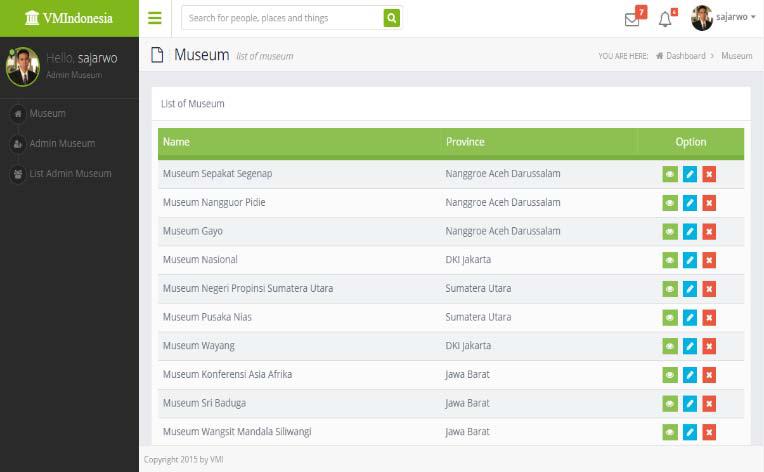 VMIndonesia
Search for people, places and things
7
sajarwo
Hello, sajarwo
Admin Museum
Museum
Admin Museum
List Admin Museum
Museum list of museum
YOU ARE HERE: Dashboard > Museum
List of Museum
Name Province Option
Museum Sepakat Segenap Nanggroe Aceh Darussalam
Museum Nangguor Pidie Nanggroe Aceh Darussalam
Museum Gayo Nanggroe Aceh Darussalam
Museum Nasional DKI Jakarta
Museum Negeri Propinsi Sumatera Utara Sumatera Utara
Museum Pusaka Nias Sumatera Utara
Museum Wayang DKI Jakarta
Museum Konferensi Asia Afrika Jawa Barat
Museum Sri Baduga Jawa Barat
Museum Wangsit Mandala Siliwangi Jawa Barat
Copyright 2015 by VMI